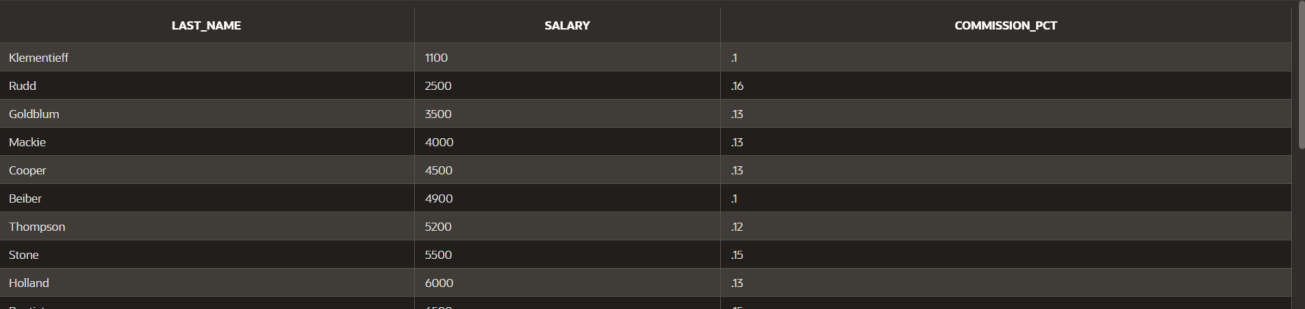 LAST_NAME SALARY COMMISSION_PCT
Klementieff 1100 .1
Rudd 2500 .16
Goldblum 3500 .13
Mackie 4000 .13
Cooper 4500 .13
Beiber 4900 .1
Thompson 5200 .12
Stone 5500 .15
Holland 6000 .13